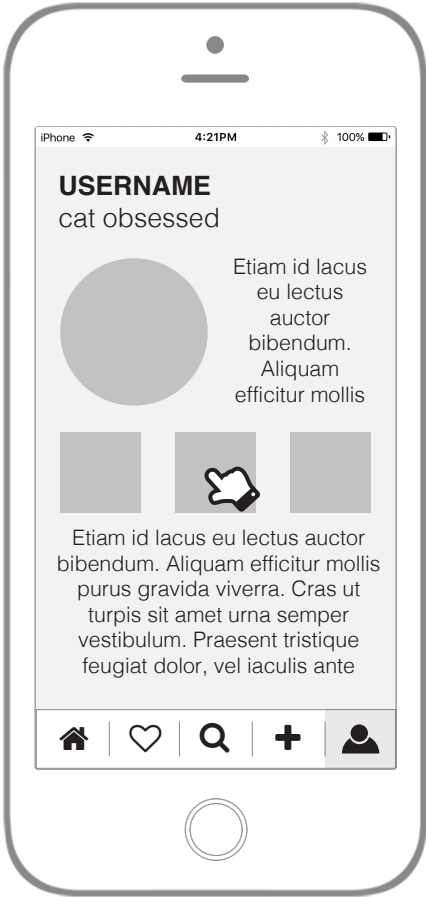 iPhone 4:21PM 100%
USERNAME
cat obsessed
Etiam id lacus
eu lectus
auctor
bibendum.
Aliquam
efficitur mollis
Etiam id lacus eu lectus auctor
bibendum. Aliquam efficitur mollis
purus gravida viverra. Cras ut
turpis sit amet urna semper
vestibulum. Praesent tristique
feugiat dolor, vel iaculis ante